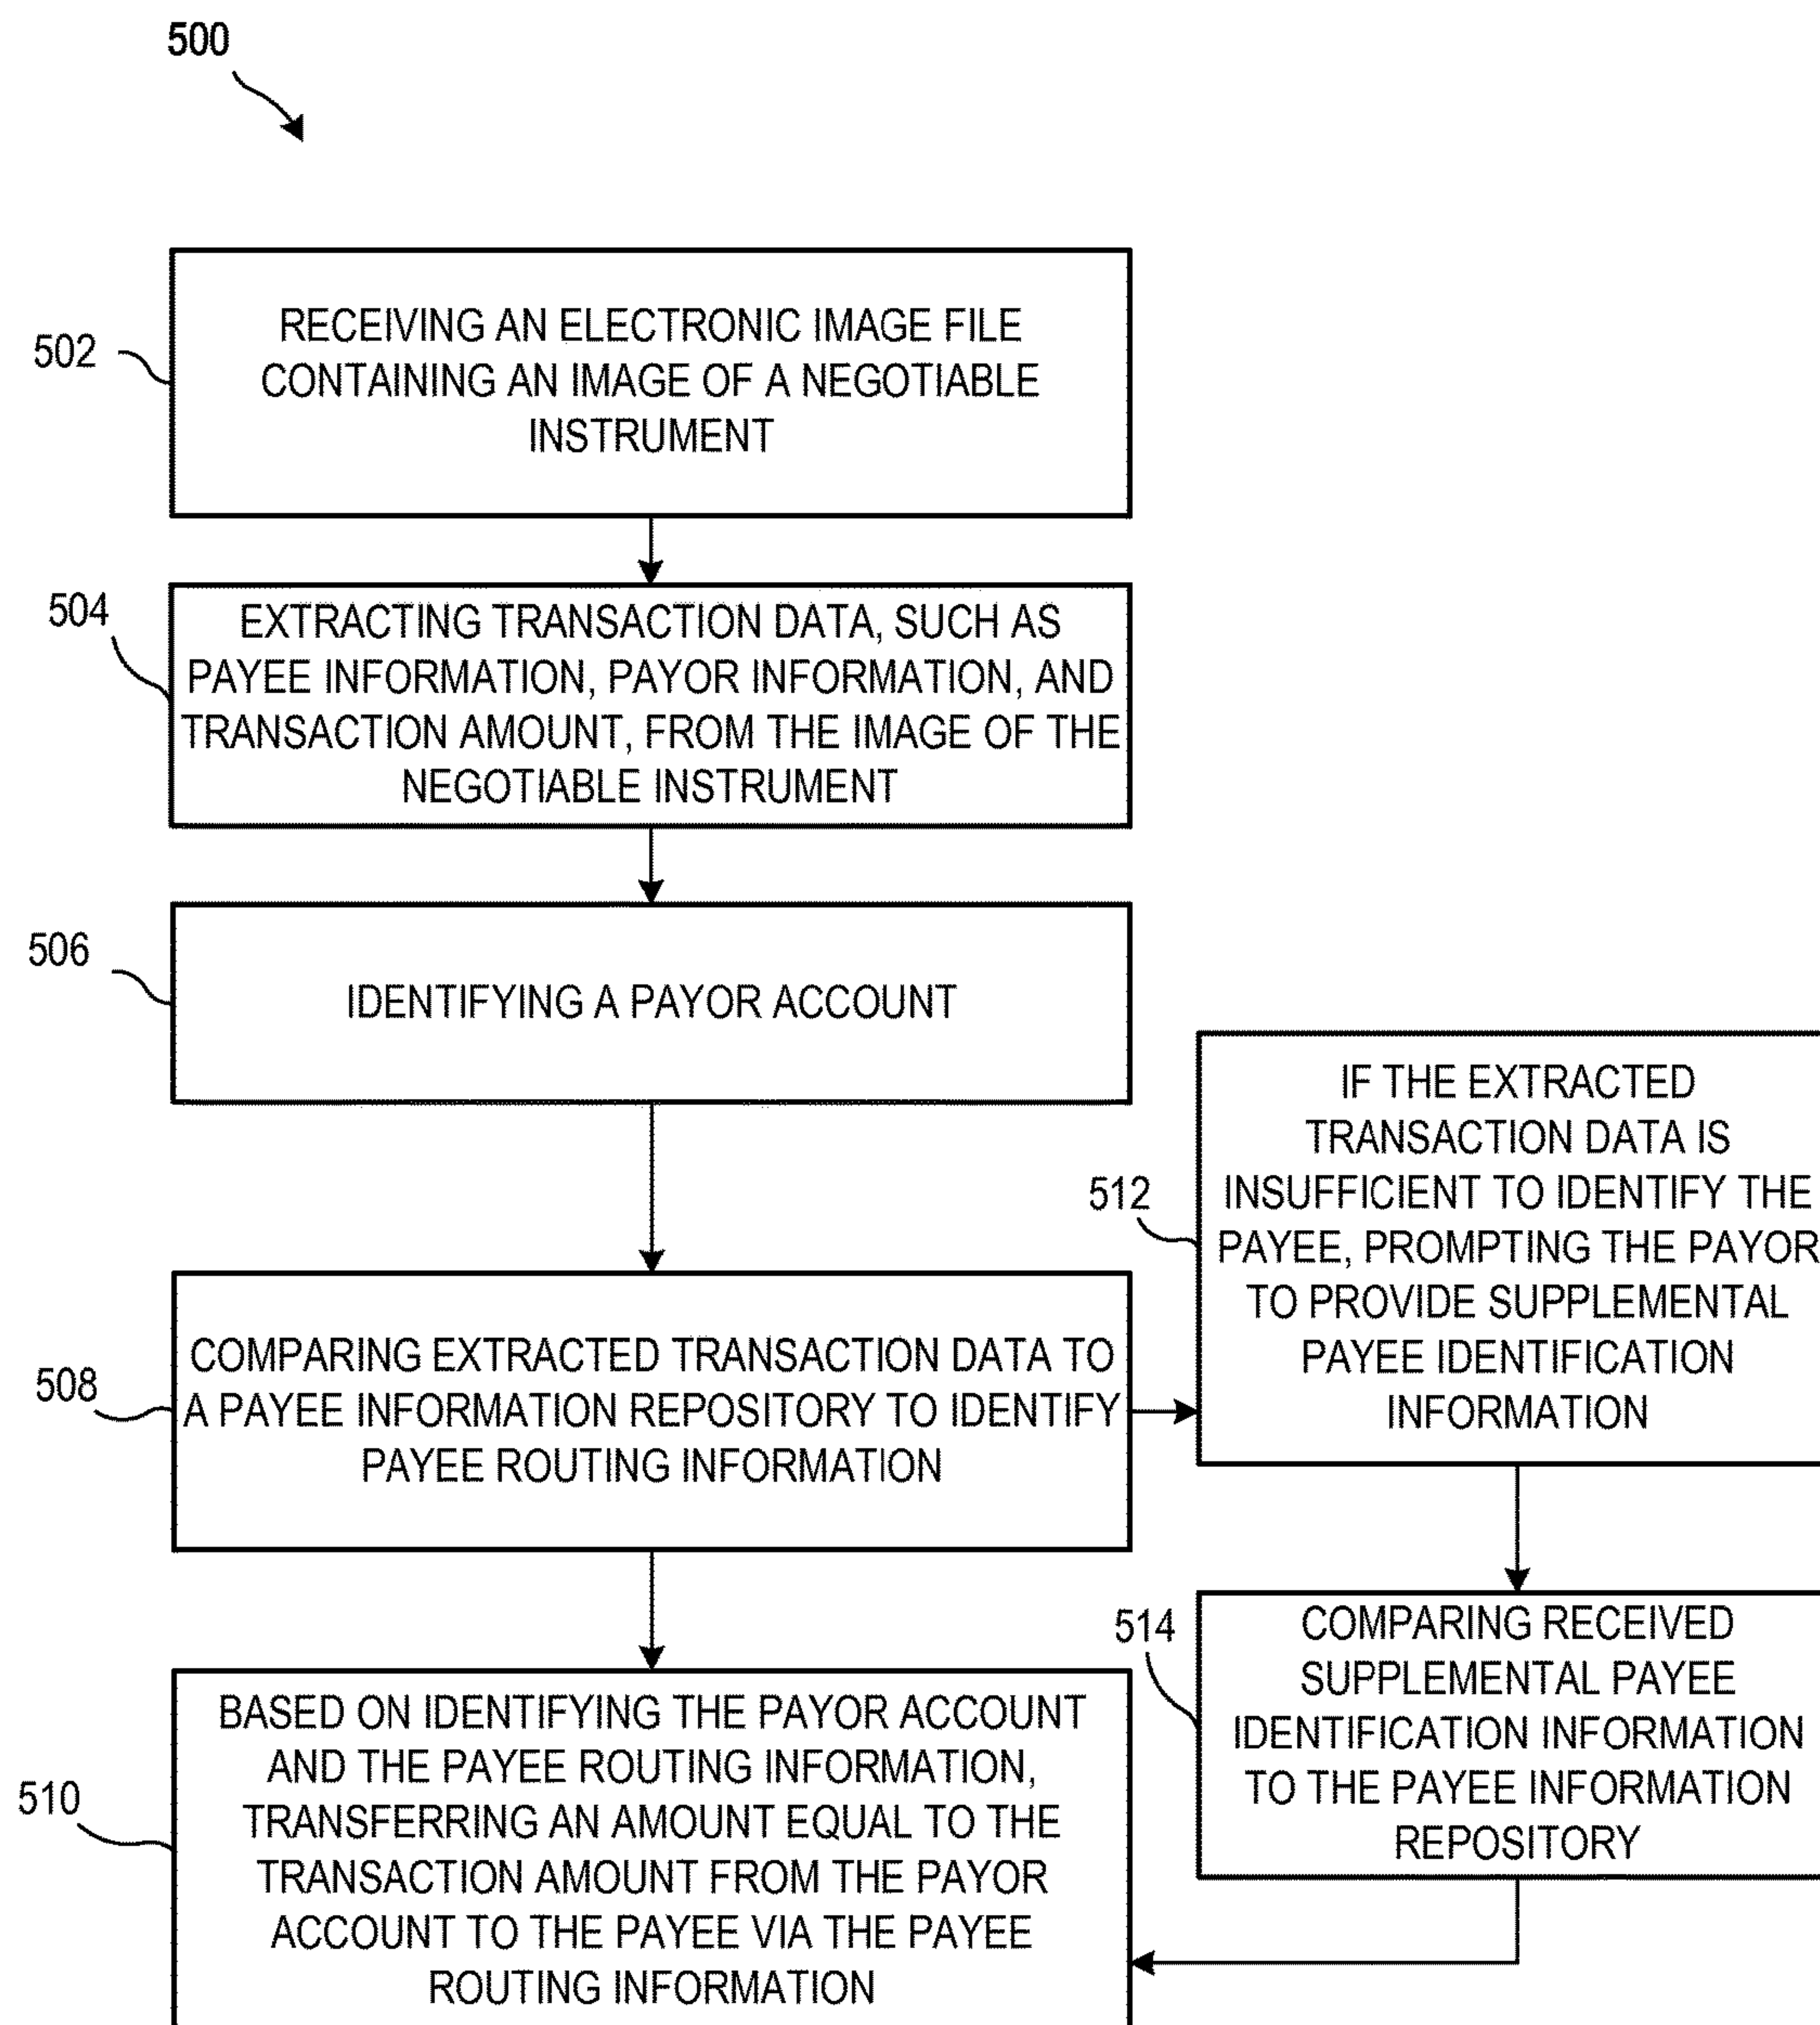 500
502
RECEIVING AN ELECTRONIC IMAGE FILE
CONTAINING AN IMAGE OF A NEGOTIABLE
INSTRUMENT
504
EXTRACTING TRANSACTION DATA, SUCH AS
PAYEE INFORMATION, PAYOR INFORMATION, AND
TRANSACTION AMOUNT, FROM THE IMAGE OF THE
NEGOTIABLE INSTRUMENT
506
IDENTIFYING A PAYOR ACCOUNT
508
COMPARING EXTRACTED TRANSACTION DATA TO
A PAYEE INFORMATION REPOSITORY TO IDENTIFY
PAYEE ROUTING INFORMATION
512
IF THE EXTRACTED
TRANSACTION DATA IS
INSUFFICIENT TO IDENTIFY THE
PAYEE, PROMPTING THE PAYOR
TO PROVIDE SUPPLEMENTAL
PAYEE IDENTIFICATION
INFORMATION
514
COMPARING RECEIVED
SUPPLEMENTAL PAYEE
IDENTIFICATION INFORMATION
TO THE PAYEE INFORMATION
REPOSITORY
510
BASED ON IDENTIFYING THE PAYOR ACCOUNT
AND THE PAYEE ROUTING INFORMATION,
TRANSFERRING AN AMOUNT EQUAL TO THE
TRANSACTION AMOUNT FROM THE PAYOR
ACCOUNT TO THE PAYEE VIA THE PAYEE
ROUTING INFORMATION